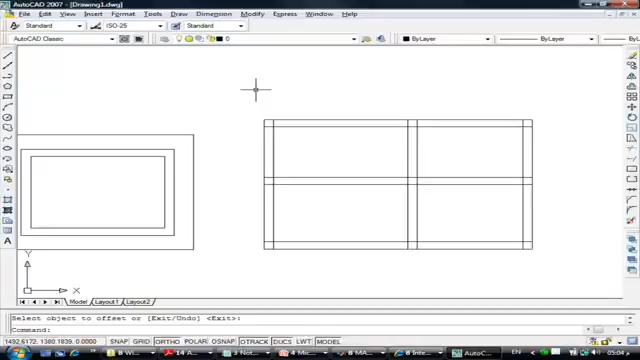 AutoCAD 2007 - [Drawing1.dwg]
File Edit View Insert Format Tools Draw Dimension Modify Express Window Help
Standard ISO-25 Standard
AutoCAD Classic 0 ByLayer ByLayer
Y
X
Model Layout1 Layout2
Select object to offset or [Exit/Undo] <Exit>:
Command:
1492.6172, 1380.1839, 0.0000 SNAP GRID ORTHO POLAR OSNAP OTRACK DUCS LWT MODEL
AutoC... EN 05:04